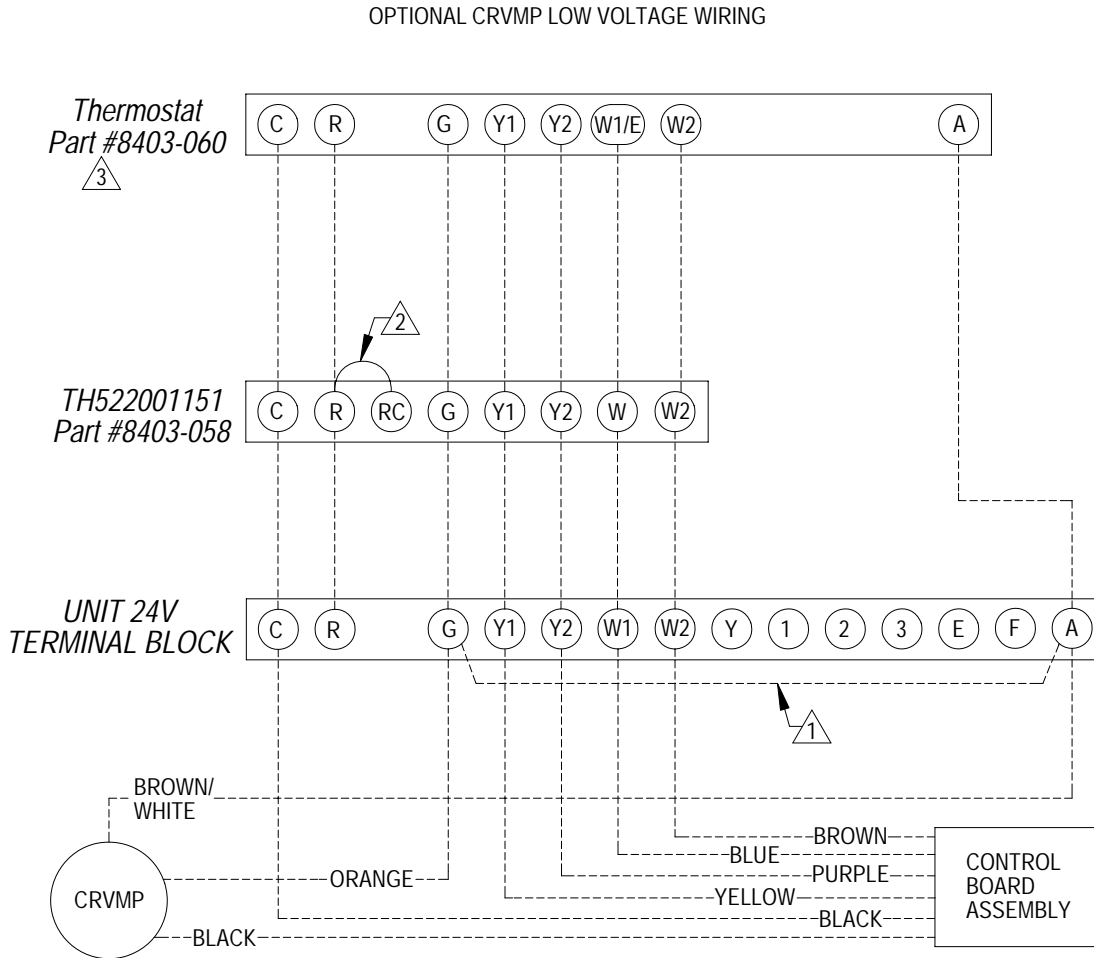 OPTIONAL CRVMP LOW VOLTAGE WIRING
Thermostat
Part #8403-060
3
C R G Y1 Y2 W1/E W2 A
2
TH522001151
Part #8403-058
C R RC G Y1 Y2 W W2
UNIT 24V
TERMINAL BLOCK
C R G Y1 Y2 W1 W2 Y 1 2 3 E F A
1
BROWN/
WHITE
BROWN
BLUE
ORANGE
PURPLE
CRVMP
YELLOW
BLACK
BLACK
CONTROL
BOARD
ASSEMBLY